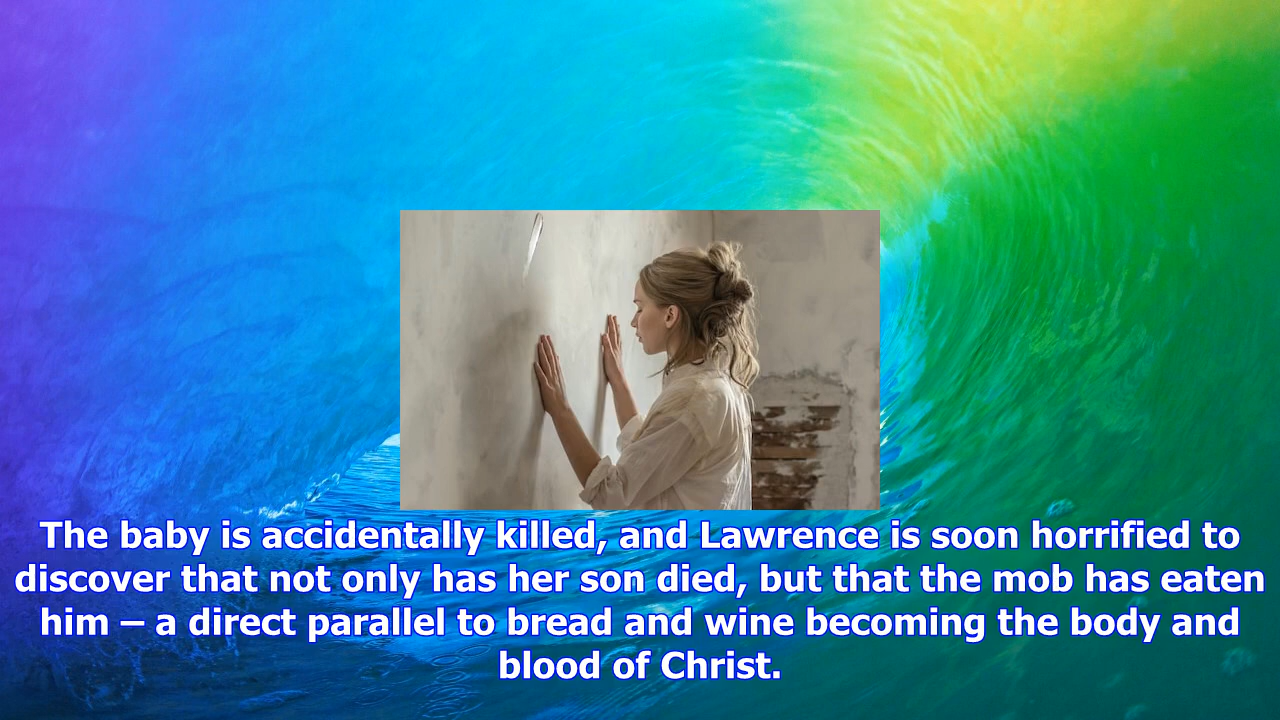 The baby is accidentally killed, and Lawrence is soon horrified to
discover that not only has her son died, but that the mob has eaten
him – a direct parallel to bread and wine becoming the body and
blood of Christ.